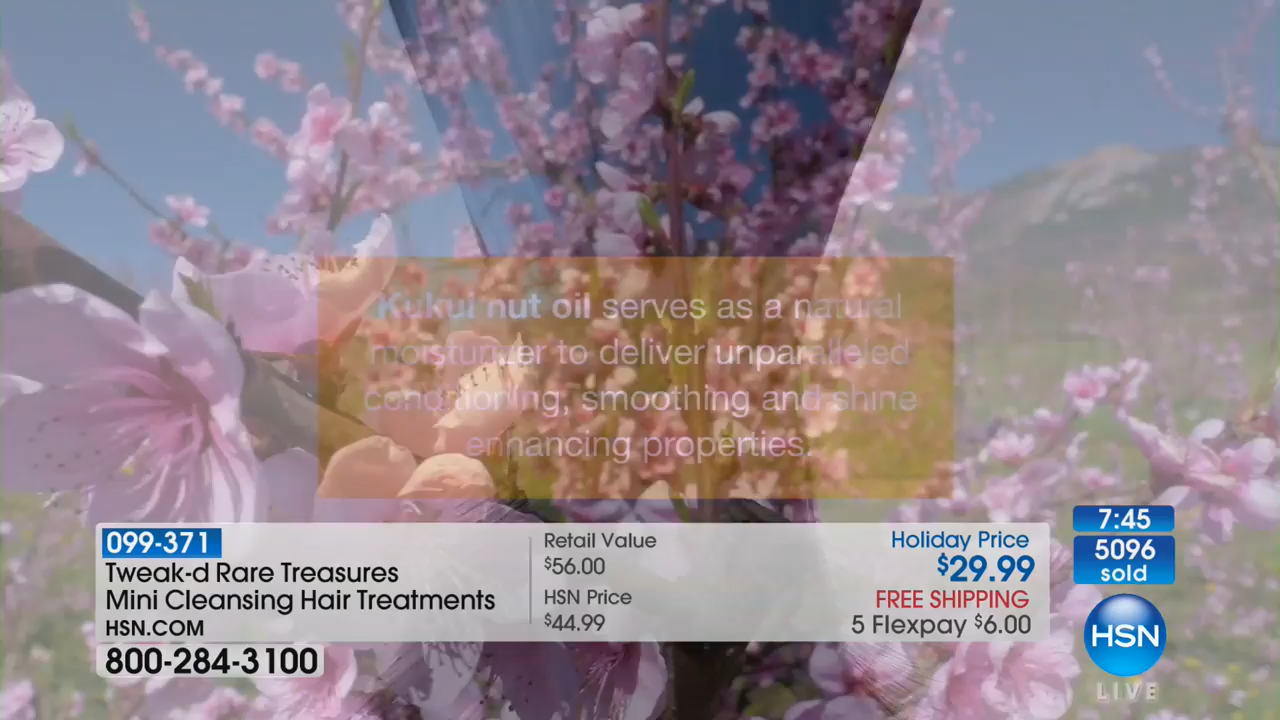 Kukui nut oil serves as a natural
moisturizer to deliver unparalleled
conditioning, smoothing and shine
enhancing properties.
099-371
Tweak-d Rare Treasures
Mini Cleansing Hair Treatments
HSN.COM
800-284-3100
Retail Value
$56.00
HSN Price
$44.99
Holiday Price
$29.99
FREE SHIPPING
5 Flexpay $6.00
7:45
5096
sold
HSN
LIVE